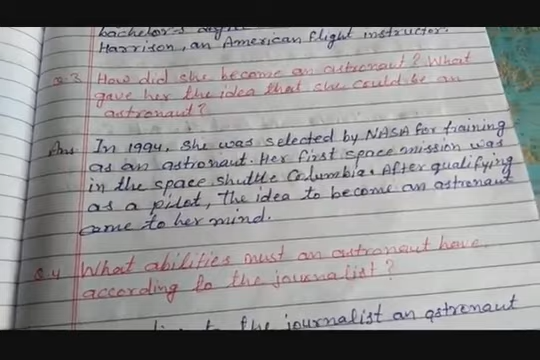 bachelor's degree
Harrison, an American flight instructor.
Q.3 How did she become an astronaut? What
gave her the idea that she could be an
astronaut?
Ans In 1994, she was selected by NASA for training
as an astronaut. Her first space mission was
in the space shuttle Columbia. After qualifying
as a pilot, the idea to become an astronaut
came to her mind.
Q.4 What abilities must an astronaut have
according to the journalist?
to the journalist an astronaut